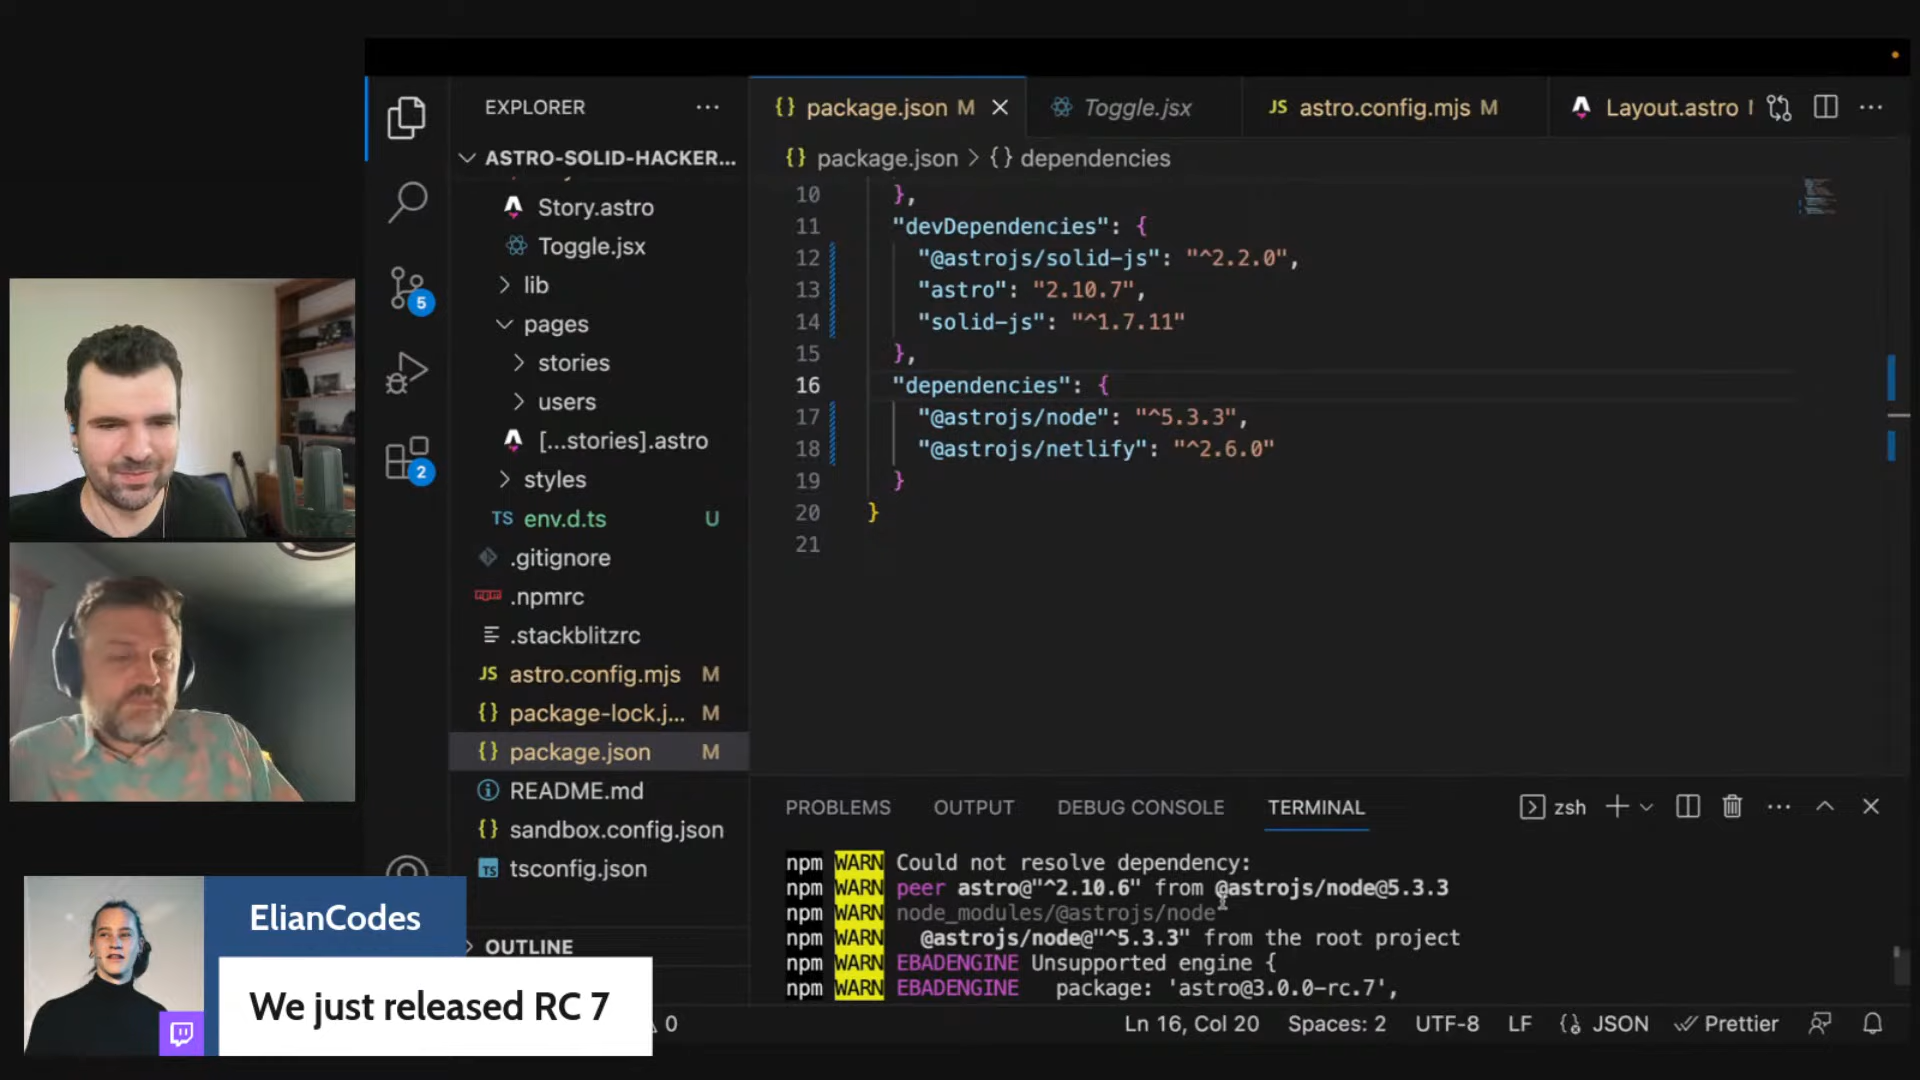 EXPLORER
ASTRO-SOLID-HACKER...
Story.astro
Toggle.jsx
lib
pages
stories
users
[...stories].astro
styles
TS env.d.ts U
.gitignore
.npmrc
.stackblitzrc
JS astro.config.mjs M
{} package-lock.j... M
{} package.json M
README.md
{} sandbox.config.json
TS tsconfig.json
OUTLINE
5
2
{} package.json M
Toggle.jsx
JS astro.config.mjs M
Layout.astro
{} package.json > {} dependencies
10 },
11 "devDependencies": {
12 "@astrojs/solid-js": "^2.2.0",
13 "astro": "2.10.7",
14 "solid-js": "^1.7.11"
15 },
16 "dependencies": {
17 "@astrojs/node": "^5.3.3",
18 "@astrojs/netlify": "^2.6.0"
19 }
20 }
21
PROBLEMS OUTPUT DEBUG CONSOLE TERMINAL zsh
npm WARN Could not resolve dependency:
npm WARN peer astro@"^2.10.6" from @astrojs/node@5.3.3
npm WARN node_modules/@astrojs/node
npm WARN @astrojs/node@"^5.3.3" from the root project
npm WARN EBADENGINE Unsupported engine {
npm WARN EBADENGINE package: 'astro@3.0.0-rc.7',
0 Ln 16, Col 20 Spaces: 2 UTF-8 LF {} JSON Prettier
ElianCodes
We just released RC 7